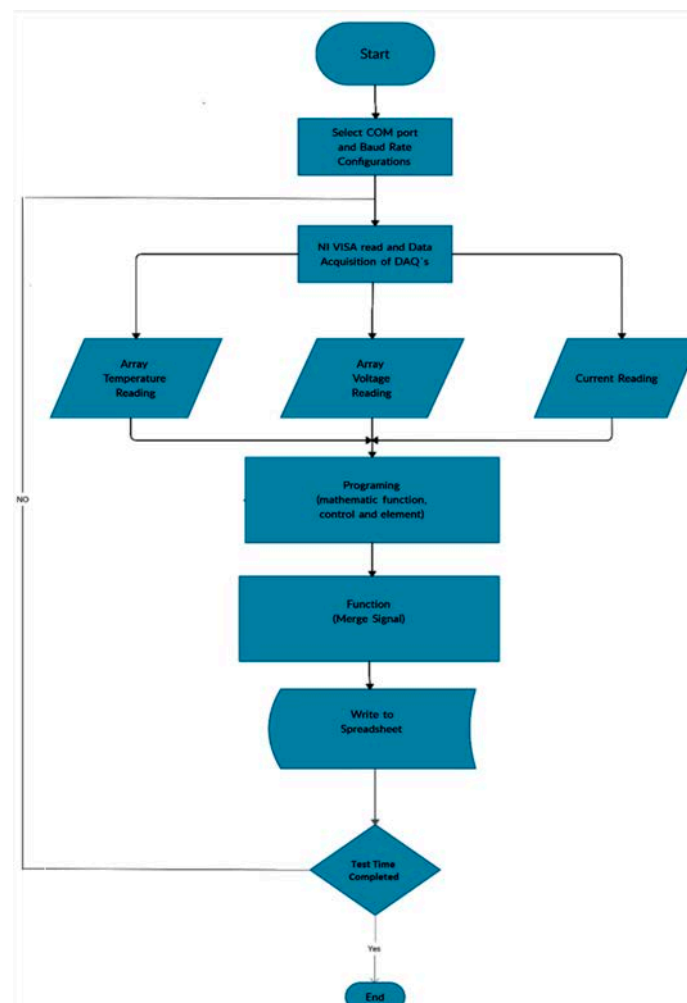 Start
Select COM port
and Baud Rate
Configurations
NI VISA read and Data
Acquisition of DAQ`s
Array
Temperature
Reading
Array
Voltage
Reading
Current Reading
Programing
(mathematic function,
control and element)
NO
Function
(Merge Signal)
Write to
Spreadsheet
Test Time
Completed
Yes
End